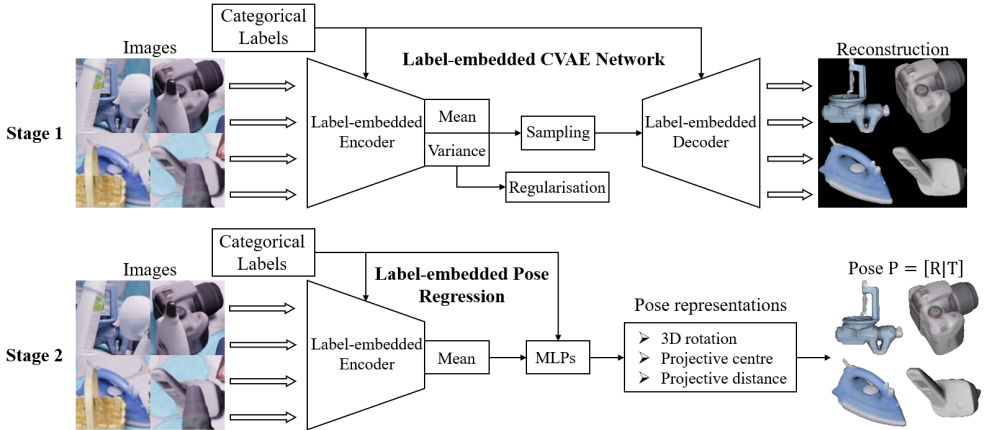 Categorical
Labels
Images
Label-embedded CVAE Network
Reconstruction
Stage 1
Label-embedded
Encoder
Mean
Variance
Sampling
Regularisation
Label-embedded
Decoder
Categorical
Labels
Images
Label-embedded Pose
Regression
Pose P = [R|T]
Stage 2
Label-embedded
Encoder
Mean
MLPs
Pose representations
➢ 3D rotation
➢ Projective centre
➢ Projective distance